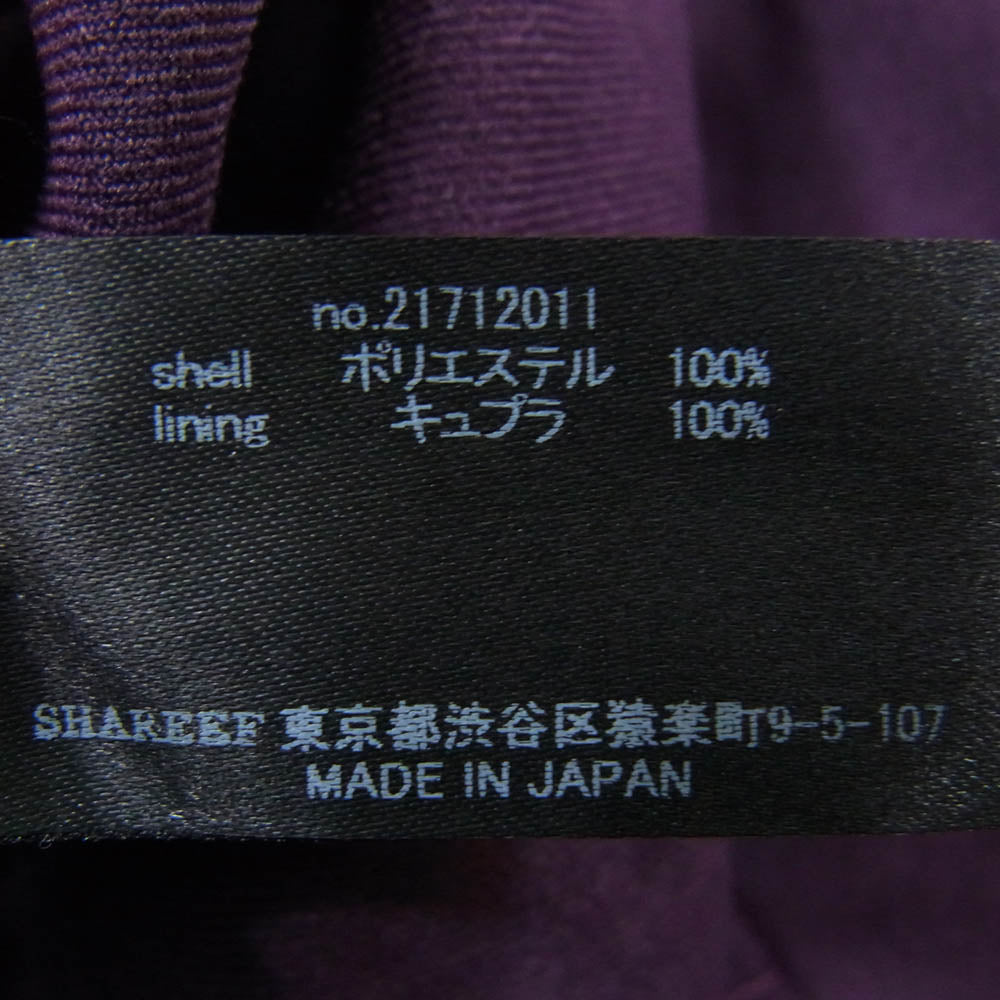 no.21712011
shell ポリエステル 100%
lining キュプラ 100%
SHAREEF 東京都渋谷区猿楽町9-5-107
MADE IN JAPAN